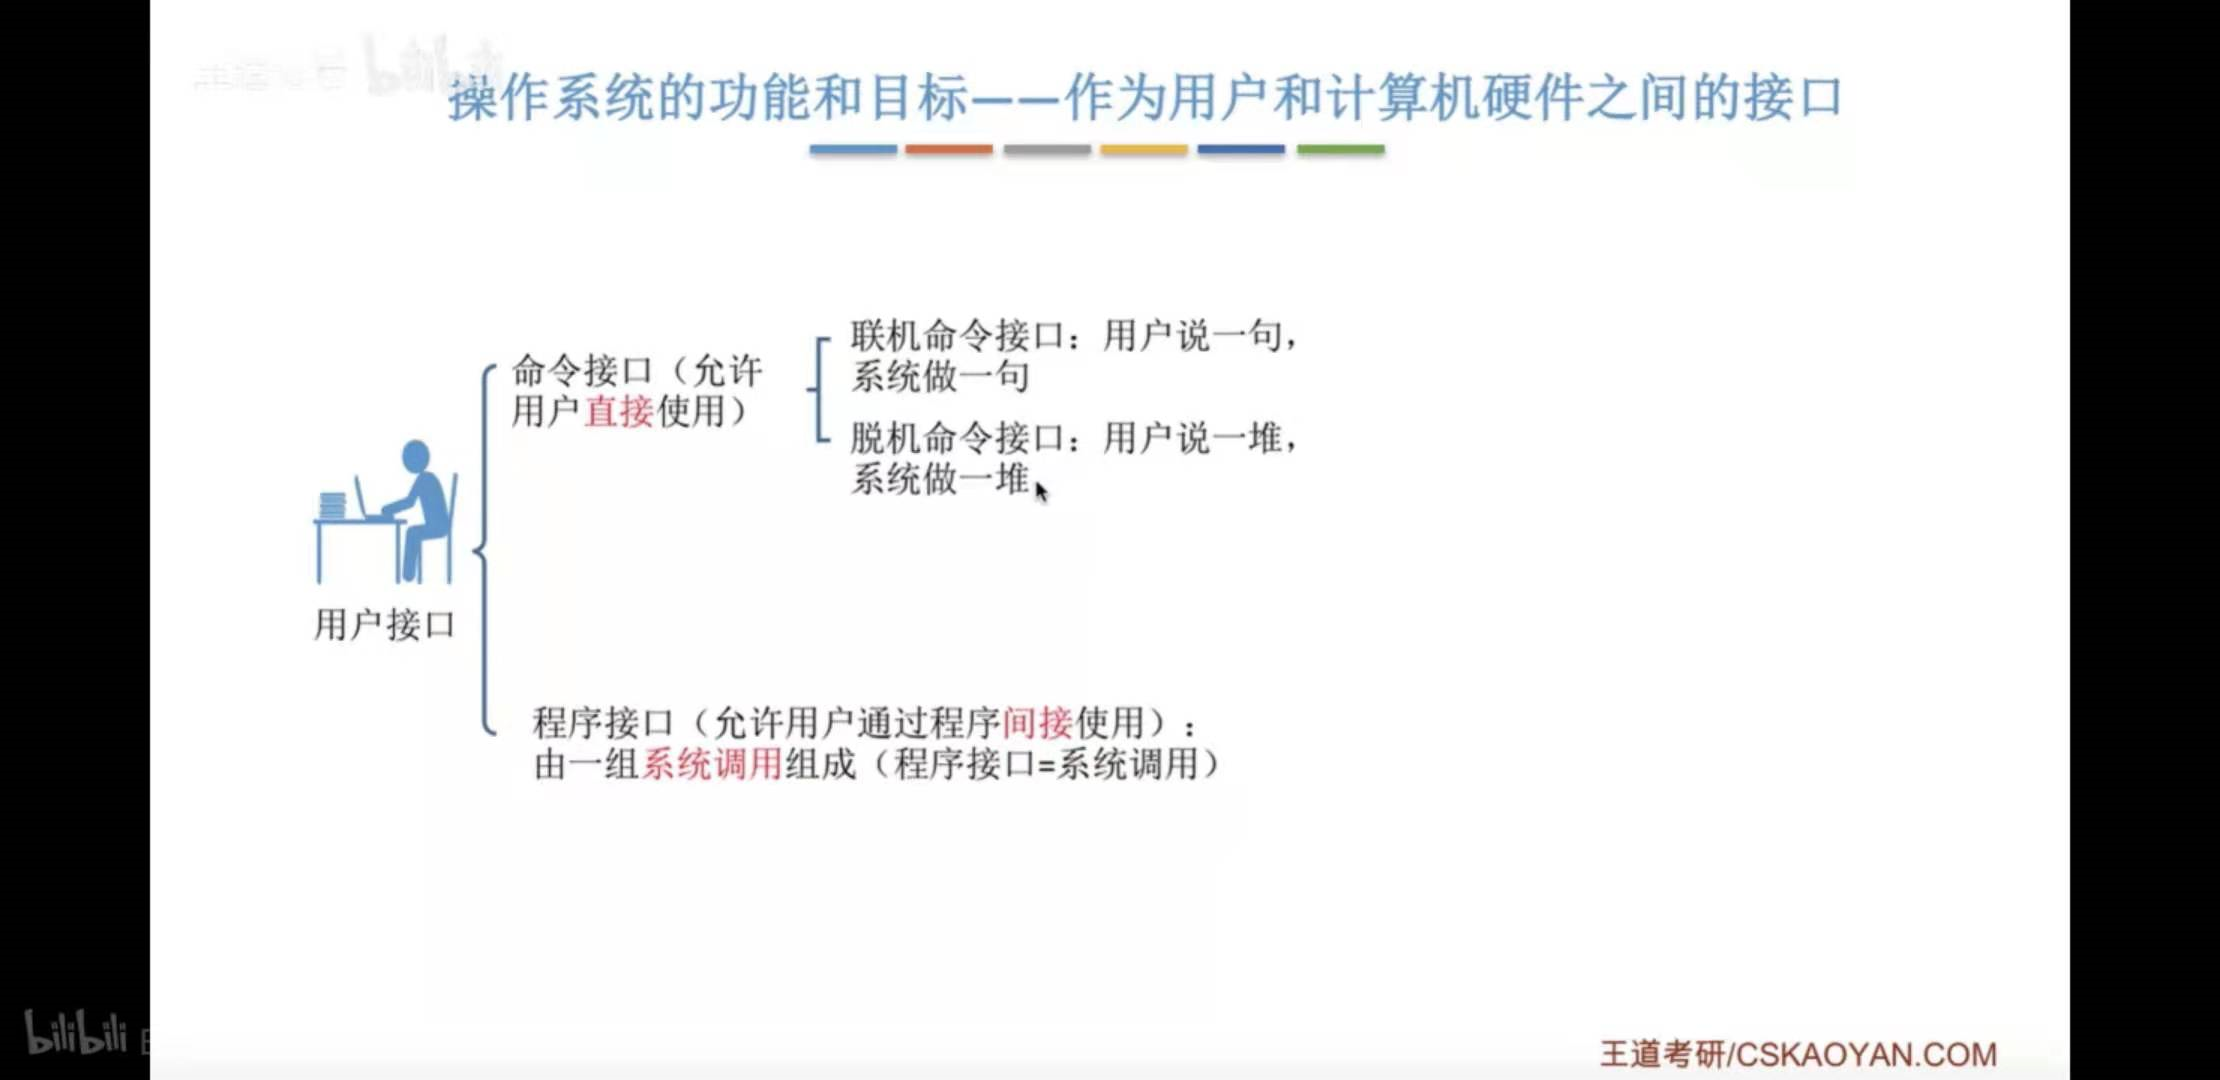 操作系统的功能和目标——作为用户和计算机硬件之间的接口
联机命令接口：用户说一句，
系统做一句
命令接口（允许
用户直接使用）
脱机命令接口：用户说一堆，
系统做一堆
用户接口
程序接口（允许用户通过程序间接使用）：
由一组系统调用组成（程序接口=系统调用）
bilibili
王道考研/CSKAOYAN.COM